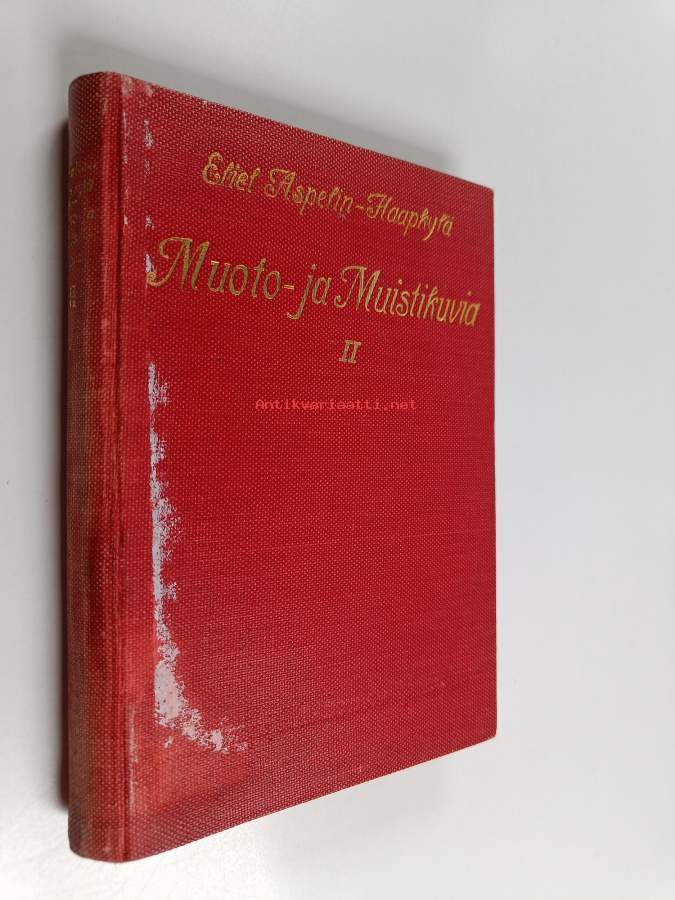 Eliel Aspelin-Haapkylä
Muoto- ja Muistikuvia
II
Antikvariaatti.net